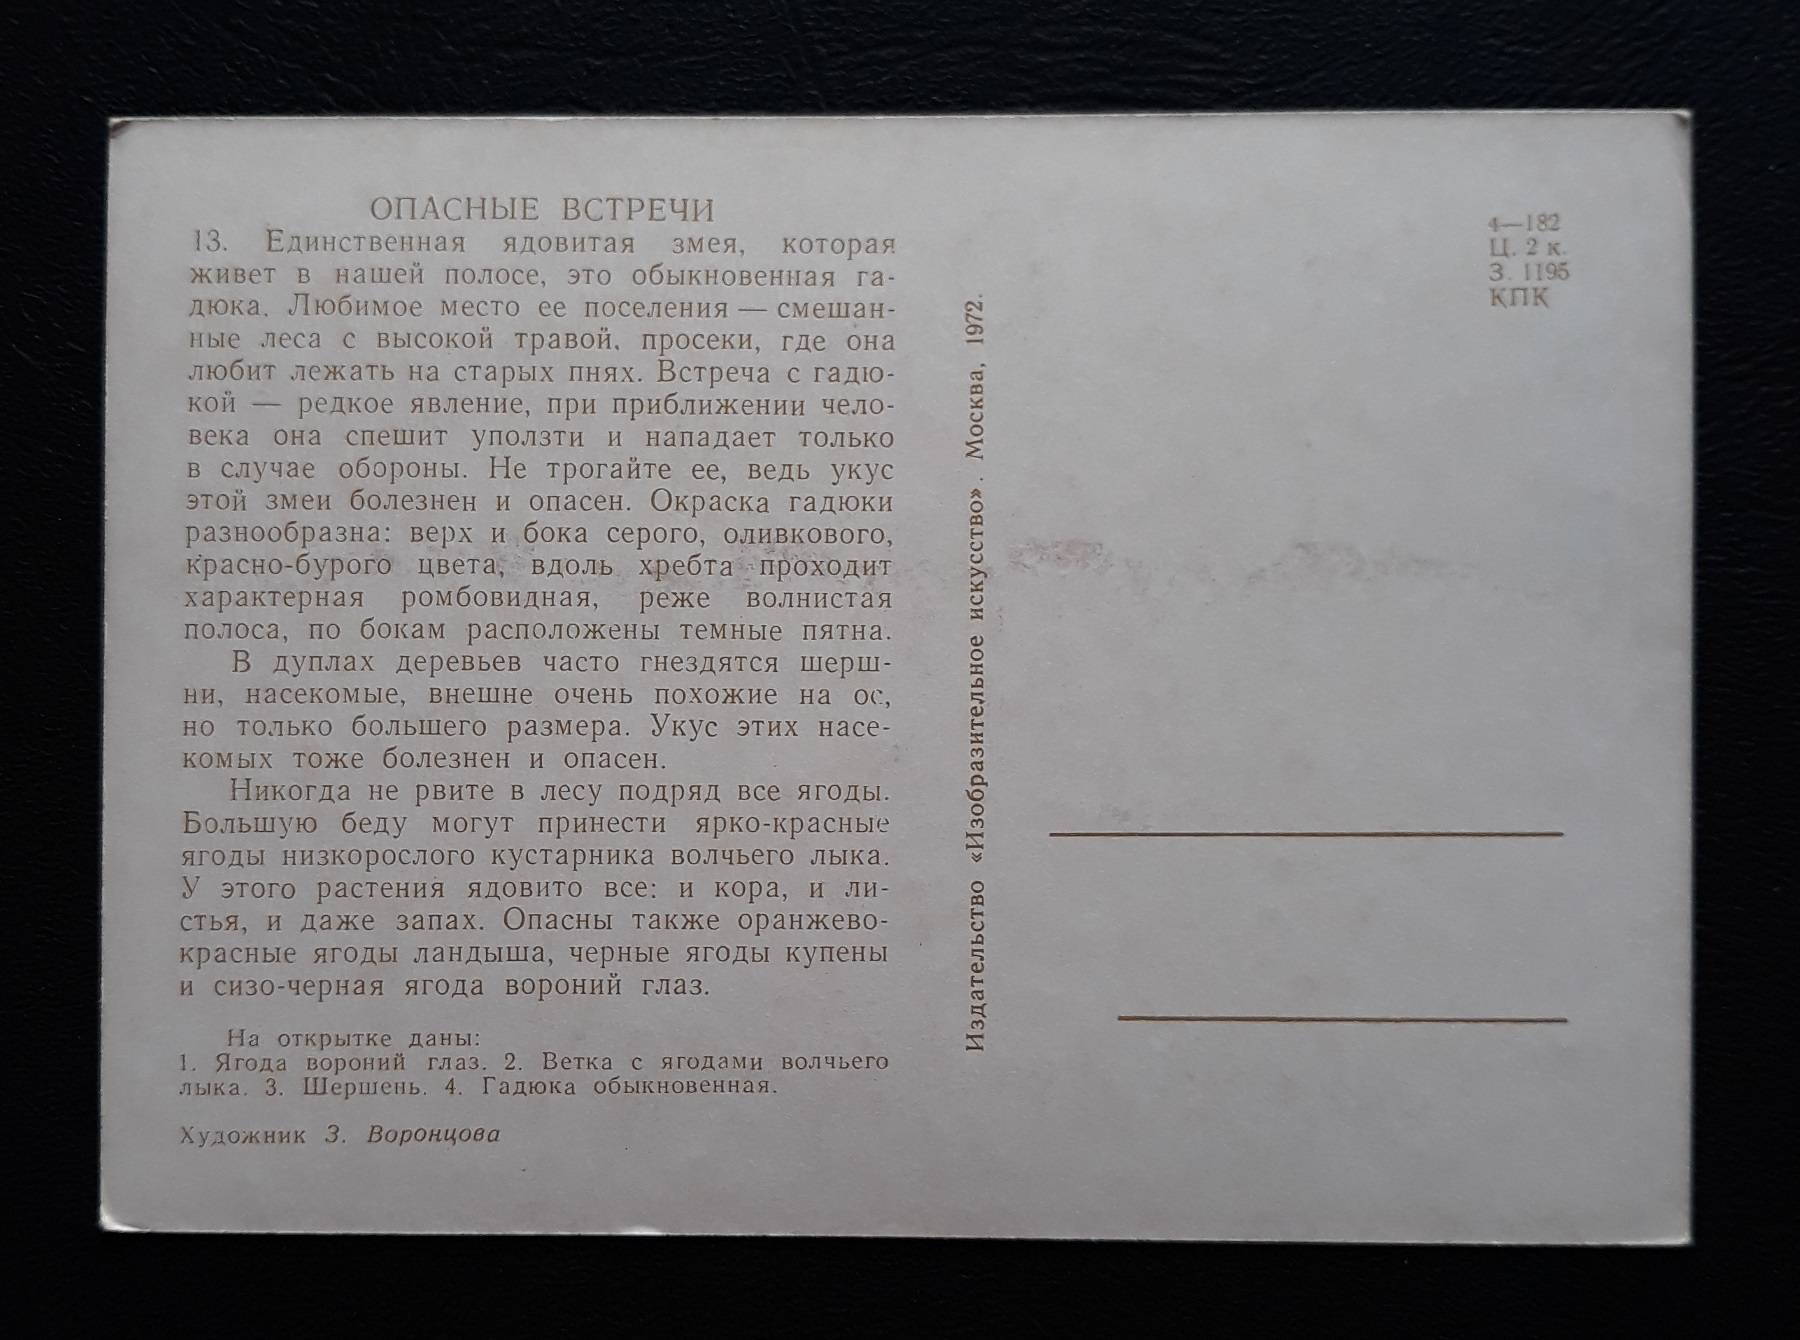 ОПАСНЫЕ ВСТРЕЧИ
13. Единственная ядовитая змея, которая
живет в нашей полосе, это обыкновенная га-
дюка. Любимое место ее поселения — смешан-
ные леса с высокой травой, просеки, где она
любит лежать на старых пнях. Встреча с гадю-
кой — редкое явление, при приближении чело-
века она спешит уползти и нападает только
в случае обороны. Не трогайте ее, ведь укус
этой змеи болезнен и опасен. Окраска гадюки
разнообразна: верх и бока серого, оливкового,
красно-бурого цвета, вдоль хребта проходит
характерная ромбовидная, реже волнистая
полоса, по бокам расположены темные пятна.
В дуплах деревьев часто гнездятся шерш-
ни, насекомые, внешне очень похожие на ос,
но только большего размера. Укус этих насе-
комых тоже болезнен и опасен.
Никогда не рвите в лесу подряд все ягоды.
Большую беду могут принести ярко-красные
ягоды низкорослого кустарника волчьего лыка.
У этого растения ядовито все: и кора, и ли-
стья, и даже запах. Опасны также оранжево-
красные ягоды ландыша, черные ягоды купены
и сизо-черная ягода вороний глаз.
На открытке даны:
1. Ягода вороний глаз. 2. Ветка с ягодами волчьего
лыка. 3. Шершень. 4. Гадюка обыкновенная.
Художник З. Воронцова
Издательство «Изобразительное искусство». Москва, 1972.
4—182
Ц. 2 к.
З. 1195
КПК